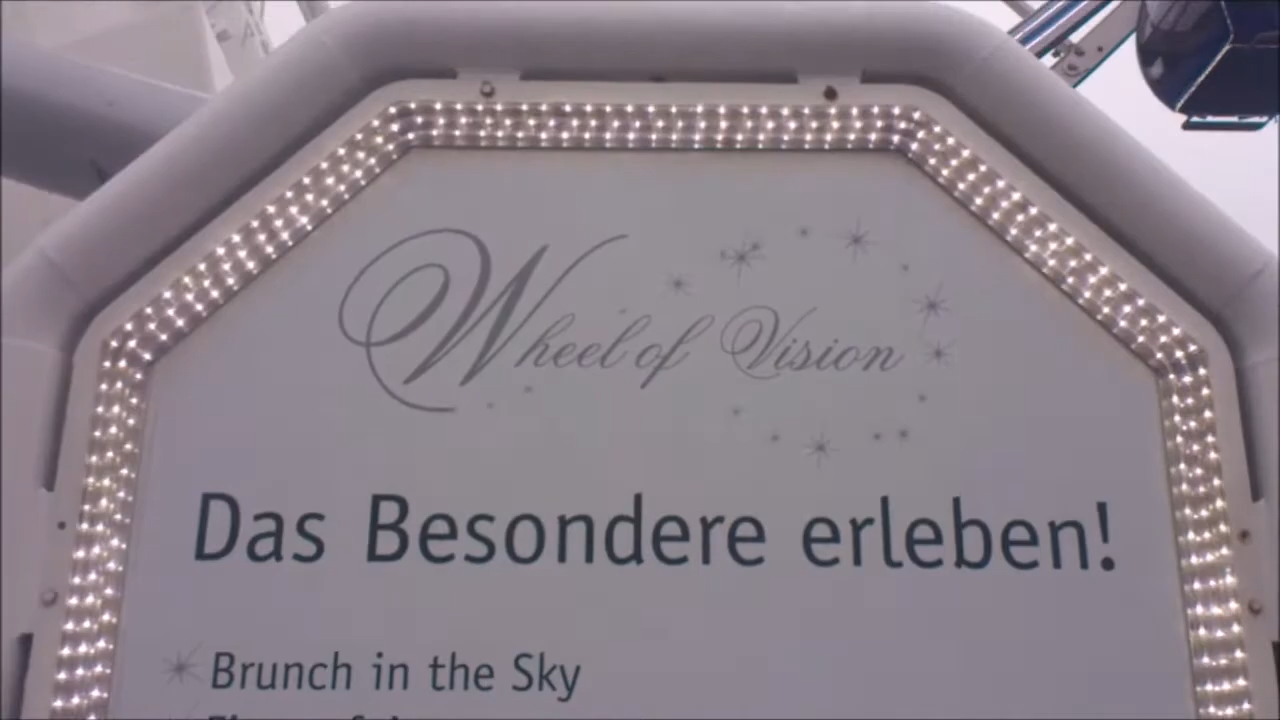 Wheel of Vision
Das Besondere erleben!
Brunch in the Sky